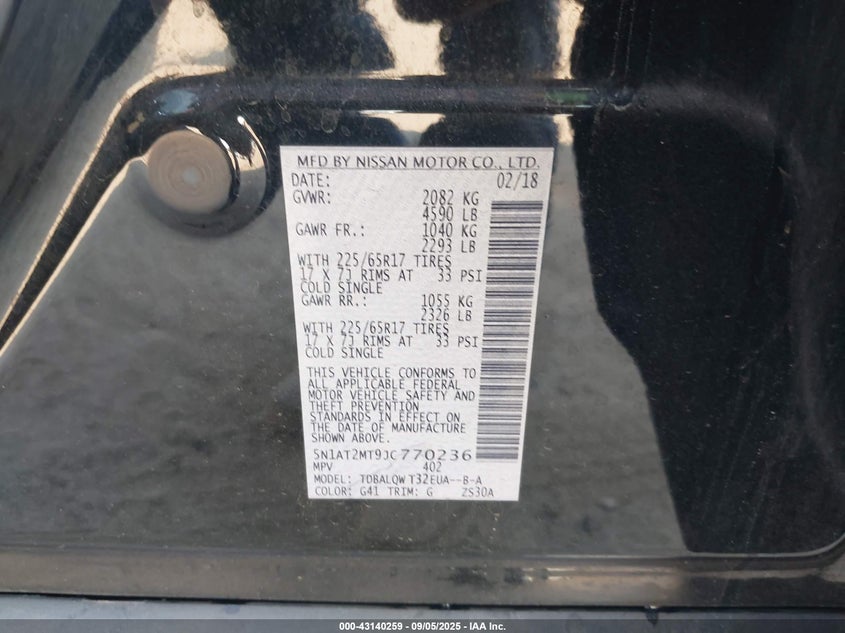 MFD BY NISSAN MOTOR CO., LTD.
DATE: 02/18
GVWR: 2082 KG
4590 LB
GAWR FR.: 1040 KG
2293 LB
WITH 225/65R17 TIRES
17 X 7J RIMS AT 33 PSI
COLD SINGLE
GAWR RR.: 1055 KG
2326 LB
WITH 225/65R17 TIRES
17 X 7J RIMS AT 33 PSI
COLD SINGLE
THIS VEHICLE CONFORMS TO
ALL APPLICABLE FEDERAL
MOTOR VEHICLE SAFETY AND
THEFT PREVENTION
STANDARDS IN EFFECT ON
THE DATE OF MANUFACTURE
SHOWN ABOVE.
5N1AT2MT9JC770236
MPV 402
MODEL: TDBALQWT32EUA--B-A
COLOR: G41 TRIM: G ZS30A
000-43140259 - 09/05/2025 - IAA Inc.